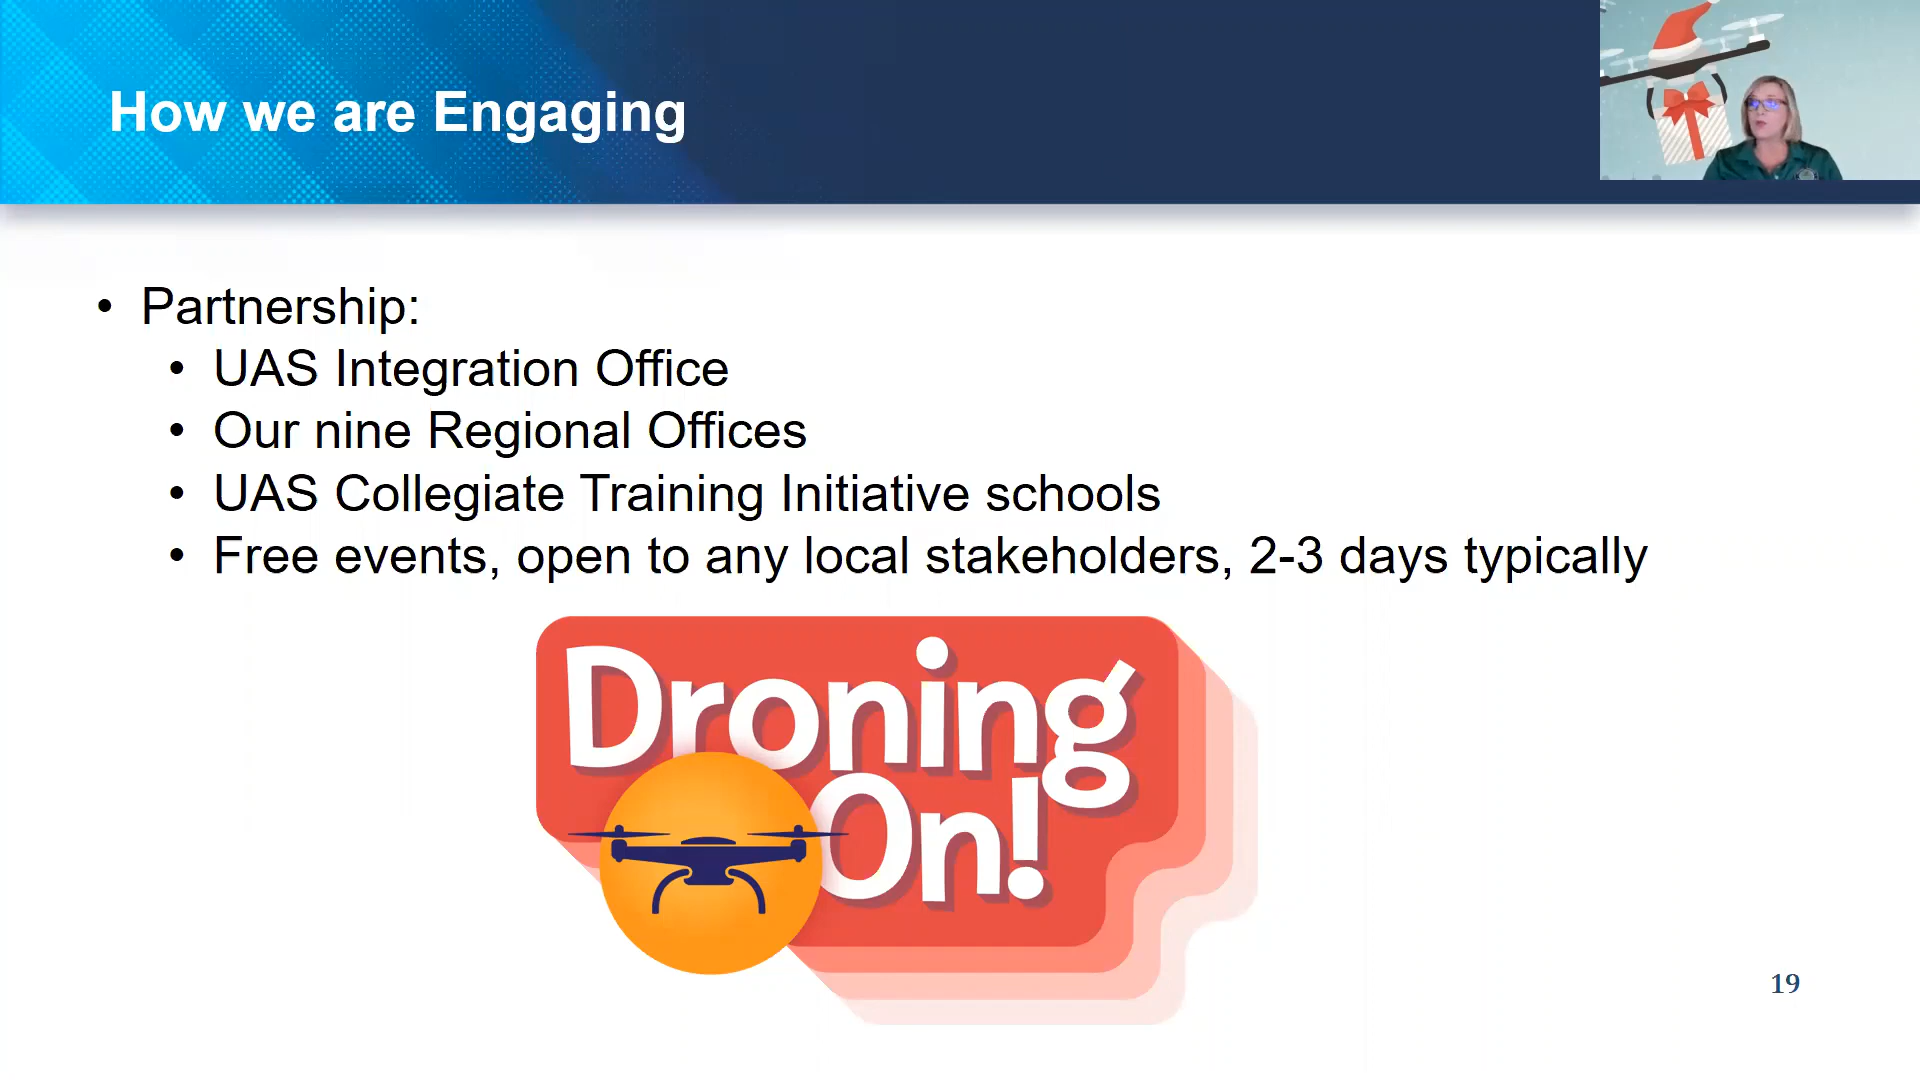 How we are Engaging
• Partnership:
• UAS Integration Office
• Our nine Regional Offices
• UAS Collegiate Training Initiative schools
• Free events, open to any local stakeholders, 2-3 days typically
Droning
On!
19